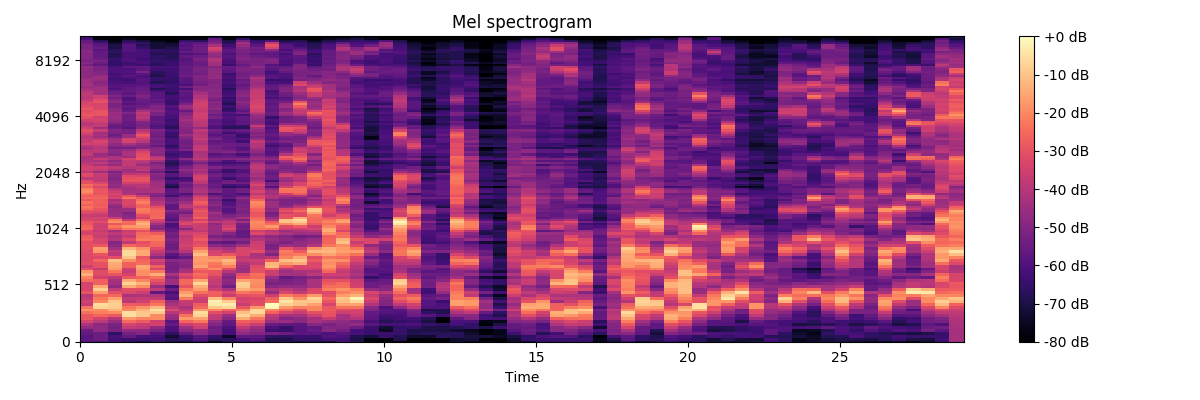 Mel spectrogram
Hz
8192
4096
2048
1024
512
0
0 5 10 15 20 25
Time
+0 dB
-10 dB
-20 dB
-30 dB
-40 dB
-50 dB
-60 dB
-70 dB
-80 dB